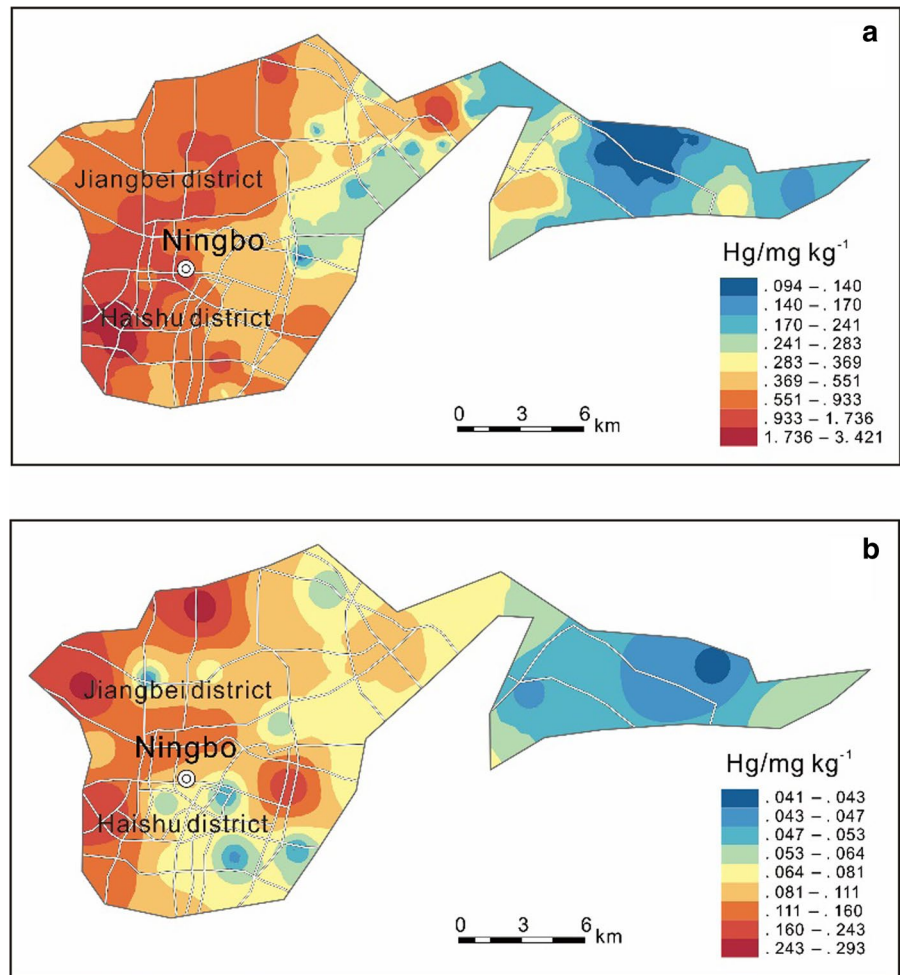 a
Jiangbei district
Ningbo
Haishu district
Hg/mg kg⁻¹
.094 – .140
.140 – .170
.170 – .241
.241 – .283
.283 – .369
.369 – .551
.551 – .933
.933 – 1.736
1.736 – 3.421
0 3 6
km
b
Jiangbei district
Ningbo
Haishu district
Hg/mg kg⁻¹
.041 – .043
.043 – .047
.047 – .053
.053 – .064
.064 – .081
.081 – .111
.111 – .160
.160 – .243
.243 – .293
0 3 6
km